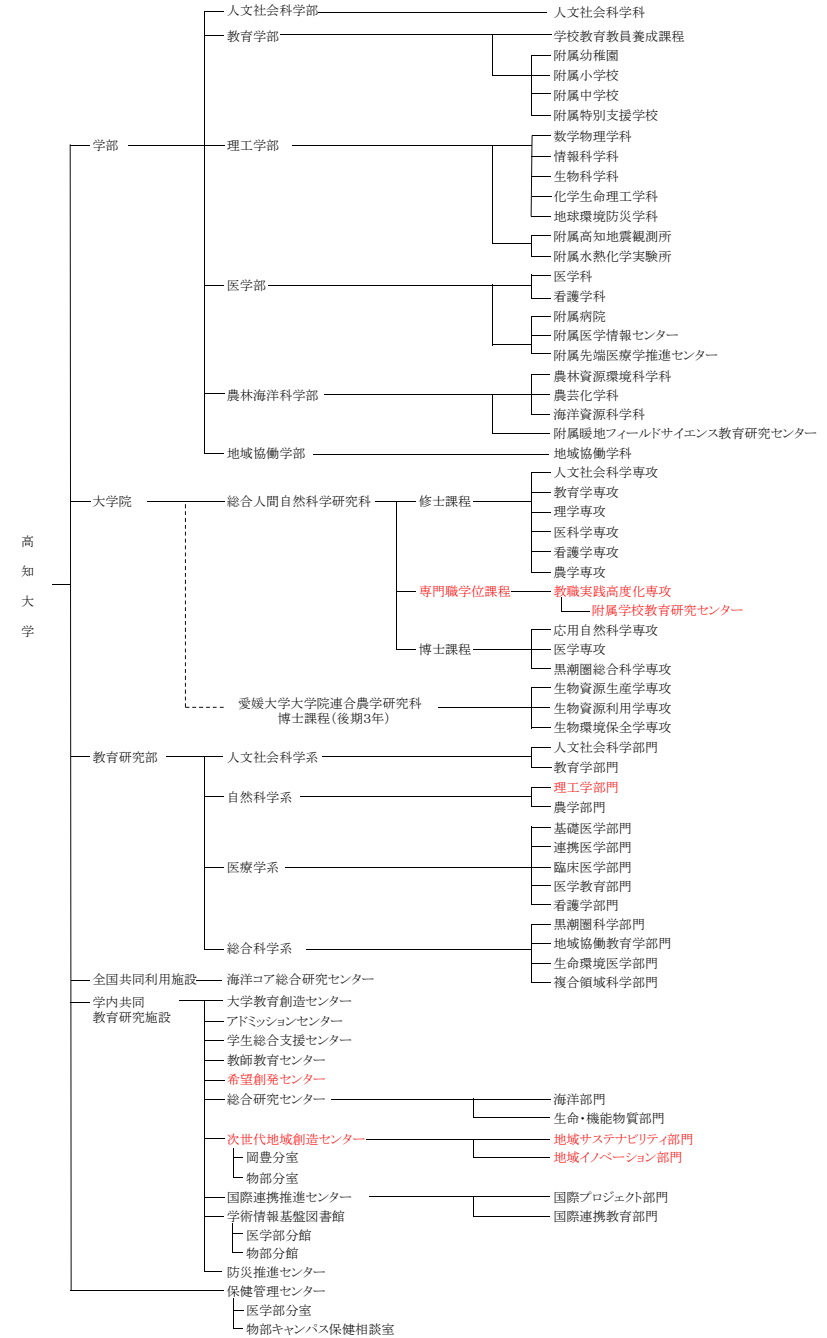 高知大学
学部
人文社会科学部
人文社会科学科
教育学部
学校教育教員養成課程
附属幼稚園
附属小学校
附属中学校
附属特別支援学校
理工学部
数学物理学科
情報科学科
生物科学科
化学生命理工学科
地球環境防災学科
附属高知地震観測所
附属水熱化学実験所
医学部
医学科
看護学科
附属病院
附属医学情報センター
附属先端医療学推進センター
農林海洋科学部
農林資源環境科学科
農芸化学科
海洋資源科学科
附属暖地フィールドサイエンス教育研究センター
地域協働学部
地域協働学科
大学院
総合人間自然科学研究科
修士課程
人文社会科学専攻
教育学専攻
理学専攻
医科学専攻
看護学専攻
農学専攻
専門職学位課程
教職実践高度化専攻
附属学校教育研究センター
博士課程
応用自然科学専攻
医学専攻
黒潮圏総合科学専攻
愛媛大学大学院連合農学研究科
博士課程(後期3年)
生物資源生産学専攻
生物資源利用学専攻
生物環境保全学専攻
教育研究部
人文社会科学系
人文社会科学部門
教育学部門
自然科学系
理工学部門
農学部門
医療学系
基礎医学部門
連携医学部門
臨床医学部門
医学教育部門
看護学部門
総合科学系
黒潮圏科学部門
地域協働教育学部門
生命環境医学部門
複合領域科学部門
全国共同利用施設
海洋コア総合研究センター
学内共同
教育研究施設
大学教育創造センター
アドミッションセンター
学生総合支援センター
教師教育センター
希望創発センター
総合研究センター
海洋部門
生命・機能物質部門
次世代地域創造センター
地域サステナビリティ部門
地域イノベーション部門
岡豊分室
物部分室
国際連携推進センター
国際プロジェクト部門
国際連携教育部門
学術情報基盤図書館
医学部分館
物部分館
防災推進センター
保健管理センター
医学部分室
物部キャンパス保健相談室